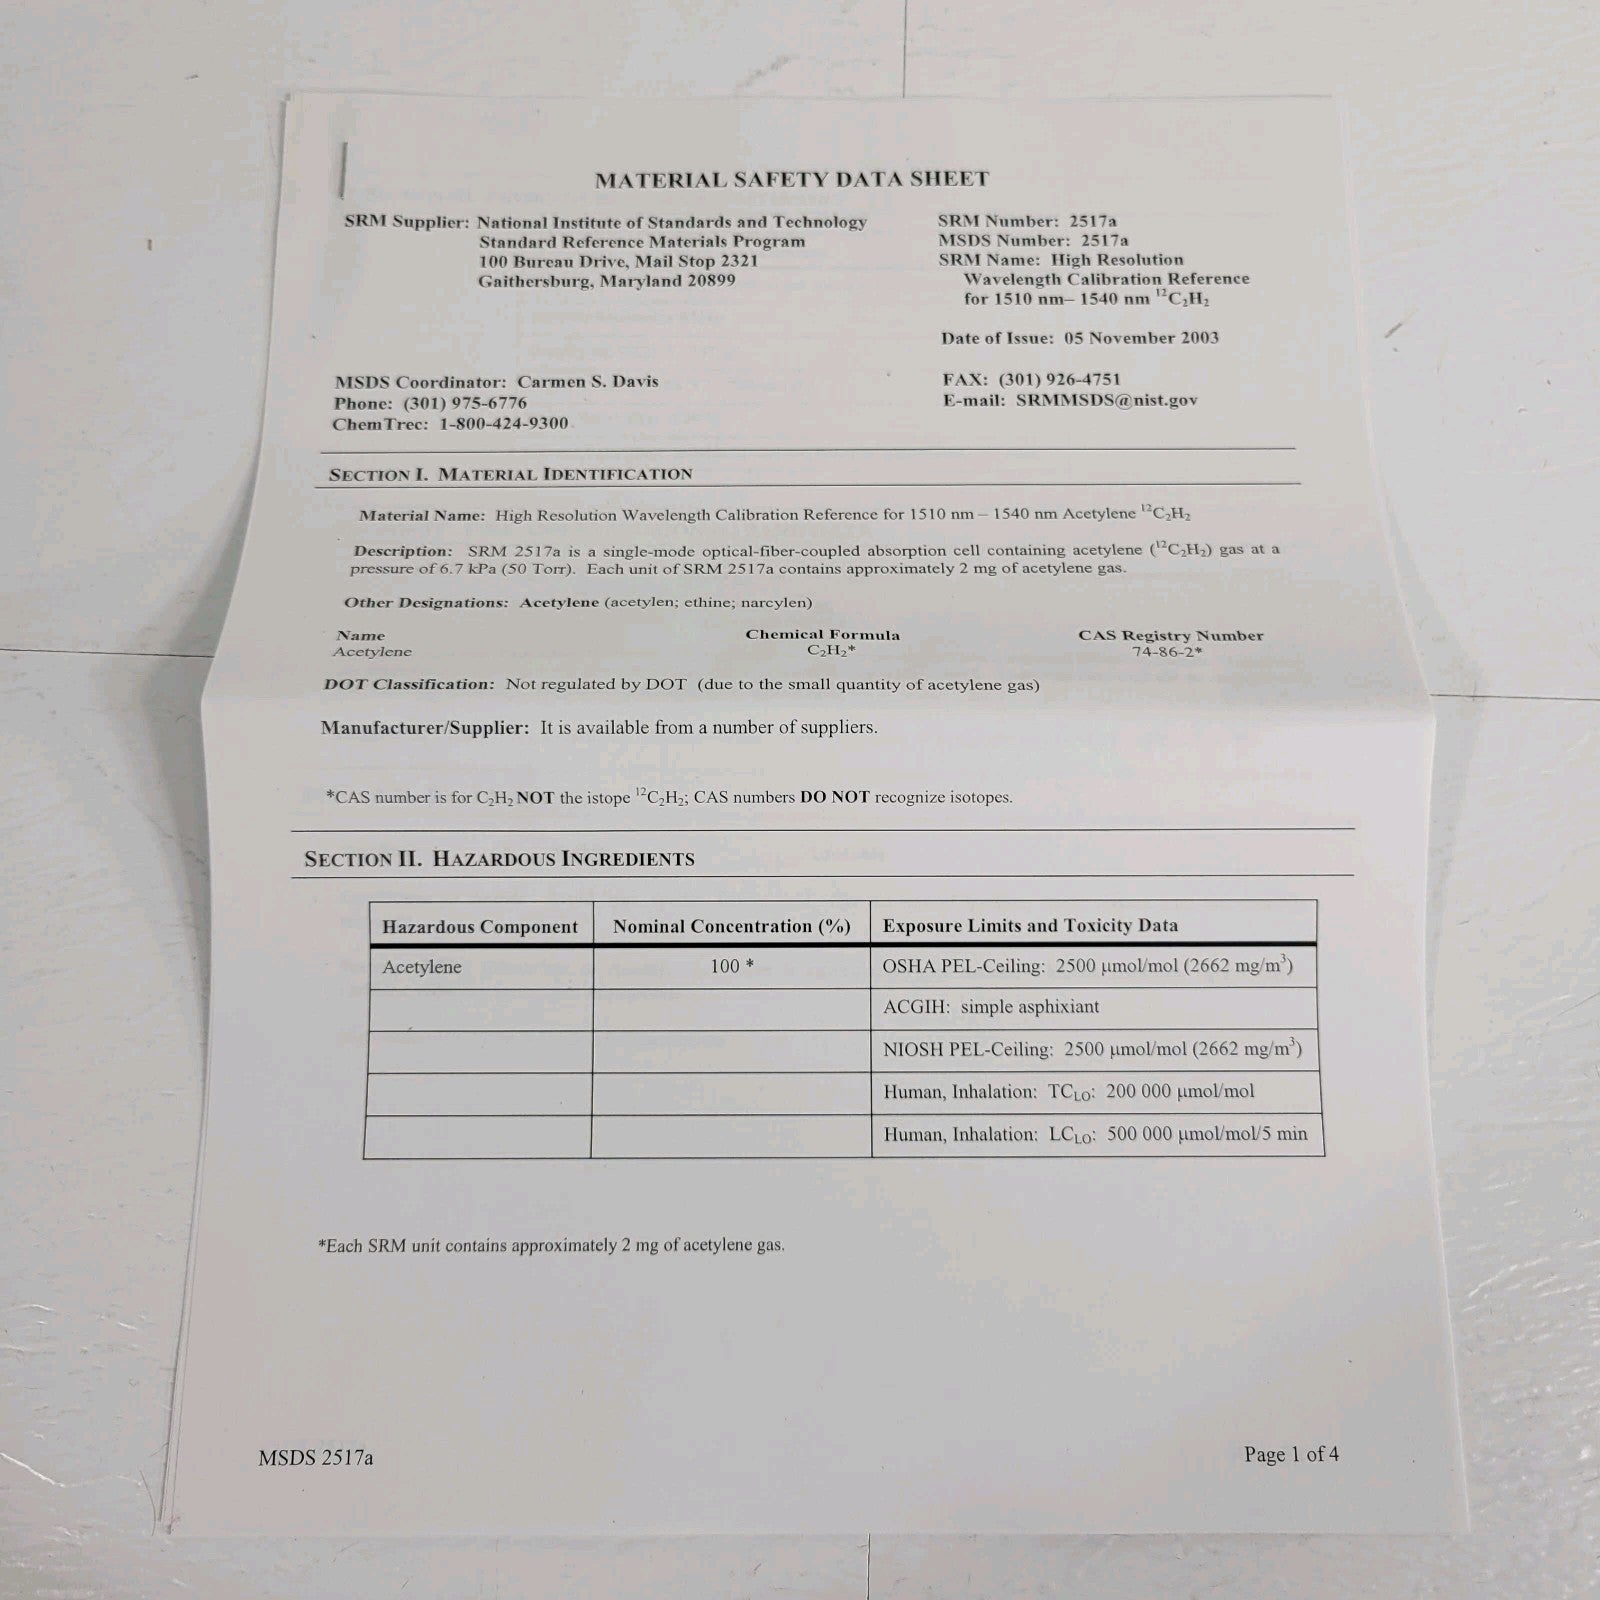 MATERIAL SAFETY DATA SHEET
SRM Supplier: National Institute of Standards and Technology
Standard Reference Materials Program
100 Bureau Drive, Mail Stop 2321
Gaithersburg, Maryland 20899
SRM Number: 2517a
MSDS Number: 2517a
SRM Name: High Resolution
Wavelength Calibration Reference
for 1510 nm– 1540 nm ¹²C₂H₂
Date of Issue: 05 November 2003
MSDS Coordinator: Carmen S. Davis
Phone: (301) 975-6776
ChemTrec: 1-800-424-9300
FAX: (301) 926-4751
E-mail: SRMMSDS@nist.gov
SECTION I. MATERIAL IDENTIFICATION
Material Name: High Resolution Wavelength Calibration Reference for 1510 nm – 1540 nm Acetylene ¹²C₂H₂
Description: SRM 2517a is a single-mode optical-fiber-coupled absorption cell containing acetylene (¹²C₂H₂) gas at a
pressure of 6.7 kPa (50 Torr). Each unit of SRM 2517a contains approximately 2 mg of acetylene gas.
Other Designations: Acetylene (acetylen; ethine; narcylen)
Name Chemical Formula CAS Registry Number
Acetylene C₂H₂* 74-86-2*
DOT Classification: Not regulated by DOT (due to the small quantity of acetylene gas)
Manufacturer/Supplier: It is available from a number of suppliers.
*CAS number is for C₂H₂ NOT the istope ¹²C₂H₂; CAS numbers DO NOT recognize isotopes.
SECTION II. HAZARDOUS INGREDIENTS
Hazardous Component Nominal Concentration (%) Exposure Limits and Toxicity Data
Acetylene 100 * OSHA PEL-Ceiling: 2500 µmol/mol (2662 mg/m³)
ACGIH: simple asphixiant
NIOSH PEL-Ceiling: 2500 µmol/mol (2662 mg/m³)
Human, Inhalation: TCLO: 200 000 µmol/mol
Human, Inhalation: LCLO: 500 000 µmol/mol/5 min
*Each SRM unit contains approximately 2 mg of acetylene gas.
MSDS 2517a
Page 1 of 4